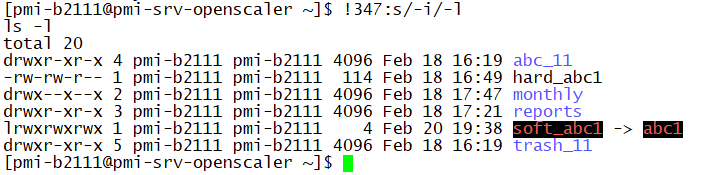 [pmi-b2111@pmi-srv-openscaler ~]$ !347:s/-i/-l
ls -l
total 20
drwxr-xr-x 4 pmi-b2111 pmi-b2111 4096 Feb 18 16:19 abc_11
-rw-rw-r-- 1 pmi-b2111 pmi-b2111  114 Feb 18 16:49 hard_abc1
drwx--x--x 2 pmi-b2111 pmi-b2111 4096 Feb 18 17:47 monthly
drwxr-xr-x 3 pmi-b2111 pmi-b2111 4096 Feb 18 17:21 reports
lrwxrwxrwx 1 pmi-b2111 pmi-b2111    4 Feb 20 19:38 soft_abc1 -> abc1
drwxr-xr-x 5 pmi-b2111 pmi-b2111 4096 Feb 18 16:19 trash_11
[pmi-b2111@pmi-srv-openscaler ~]$